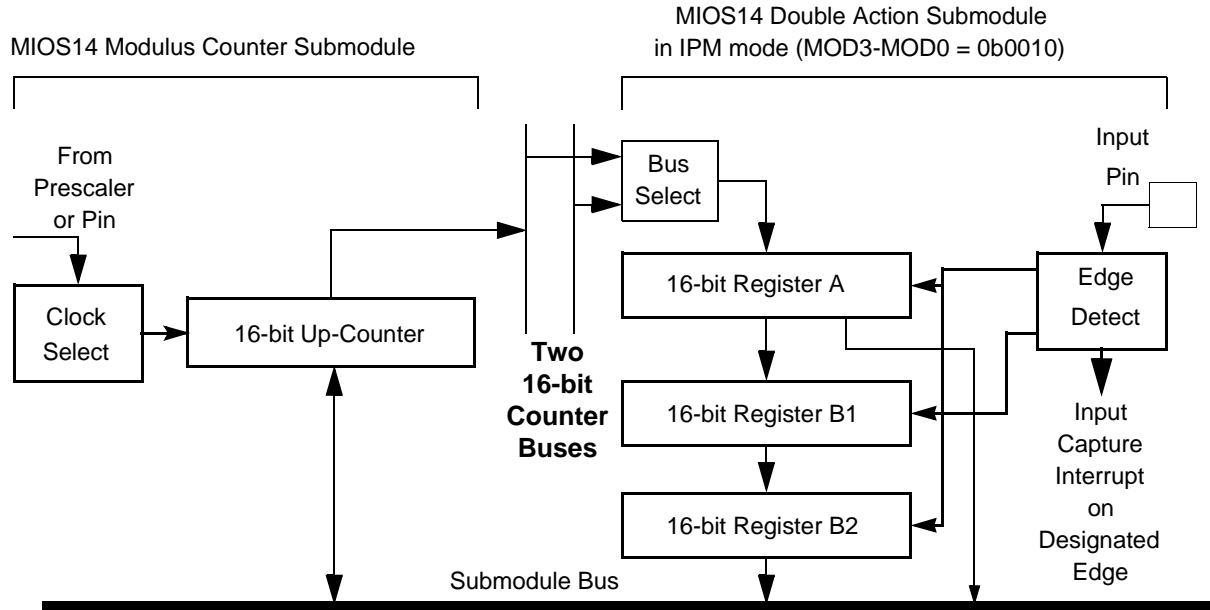 MIOS14 Modulus Counter Submodule
MIOS14 Double Action Submodule
in IPM mode (MOD3-MOD0 = 0b0010)
From
Prescaler
or Pin
Clock
Select
16-bit Up-Counter
Two
16-bit
Counter
Buses
Bus
Select
16-bit Register A
16-bit Register B1
16-bit Register B2
Input
Pin
Edge
Detect
Input
Capture
Interrupt
on
Designated
Edge
Submodule Bus